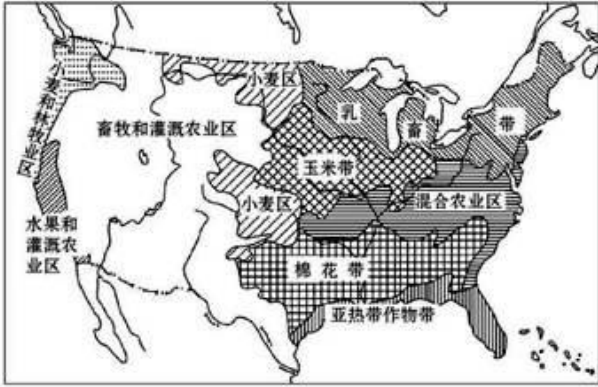 小麦和林牧业区
小麦区
乳 畜 带
畜牧和灌溉农业区
玉米带
小麦区
混合农业区
水果和
灌溉农
业区
棉花带
亚热带作物带